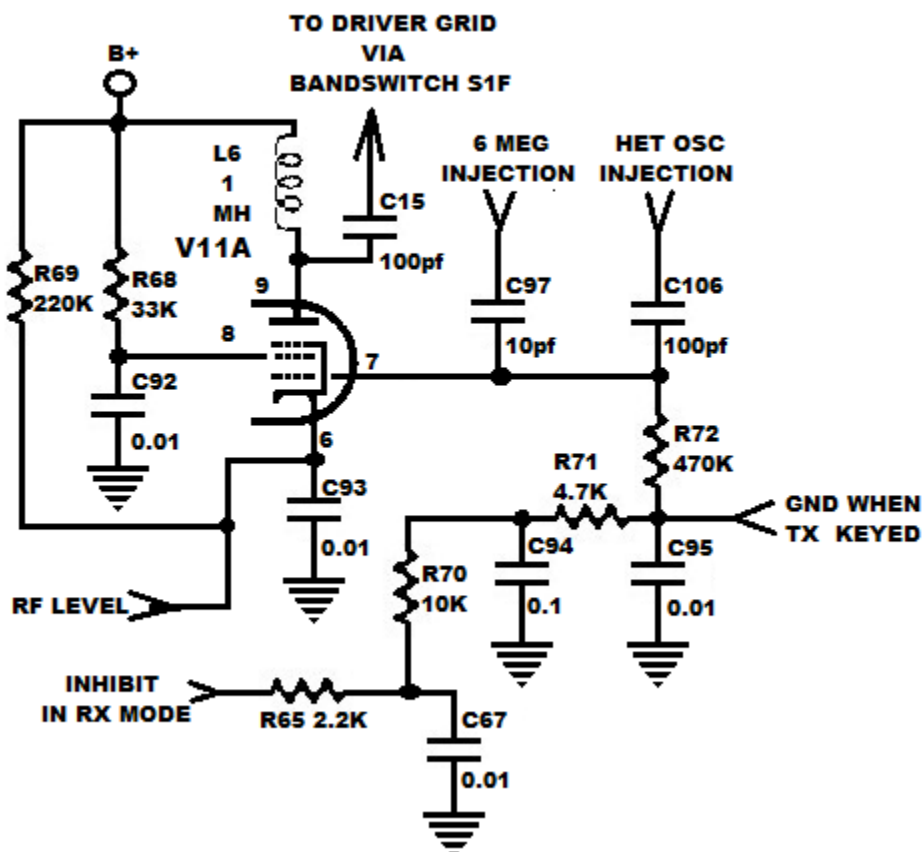 TO DRIVER GRID
VIA
BANDSWITCH S1F
B+
6 MEG
INJECTION
HET OSC
INJECTION
L6
1
MH
V11A
C15
100pf
R69
220K
R68
33K
9
C97
10pf
C106
100pf
8
7
C92
0.01
6
R72
470K
R71
4.7K
C93
0.01
GND WHEN
TX KEYED
C94
0.1
C95
0.01
R70
10K
RF LEVEL
INHIBIT
IN RX MODE
R65 2.2K
C67
0.01